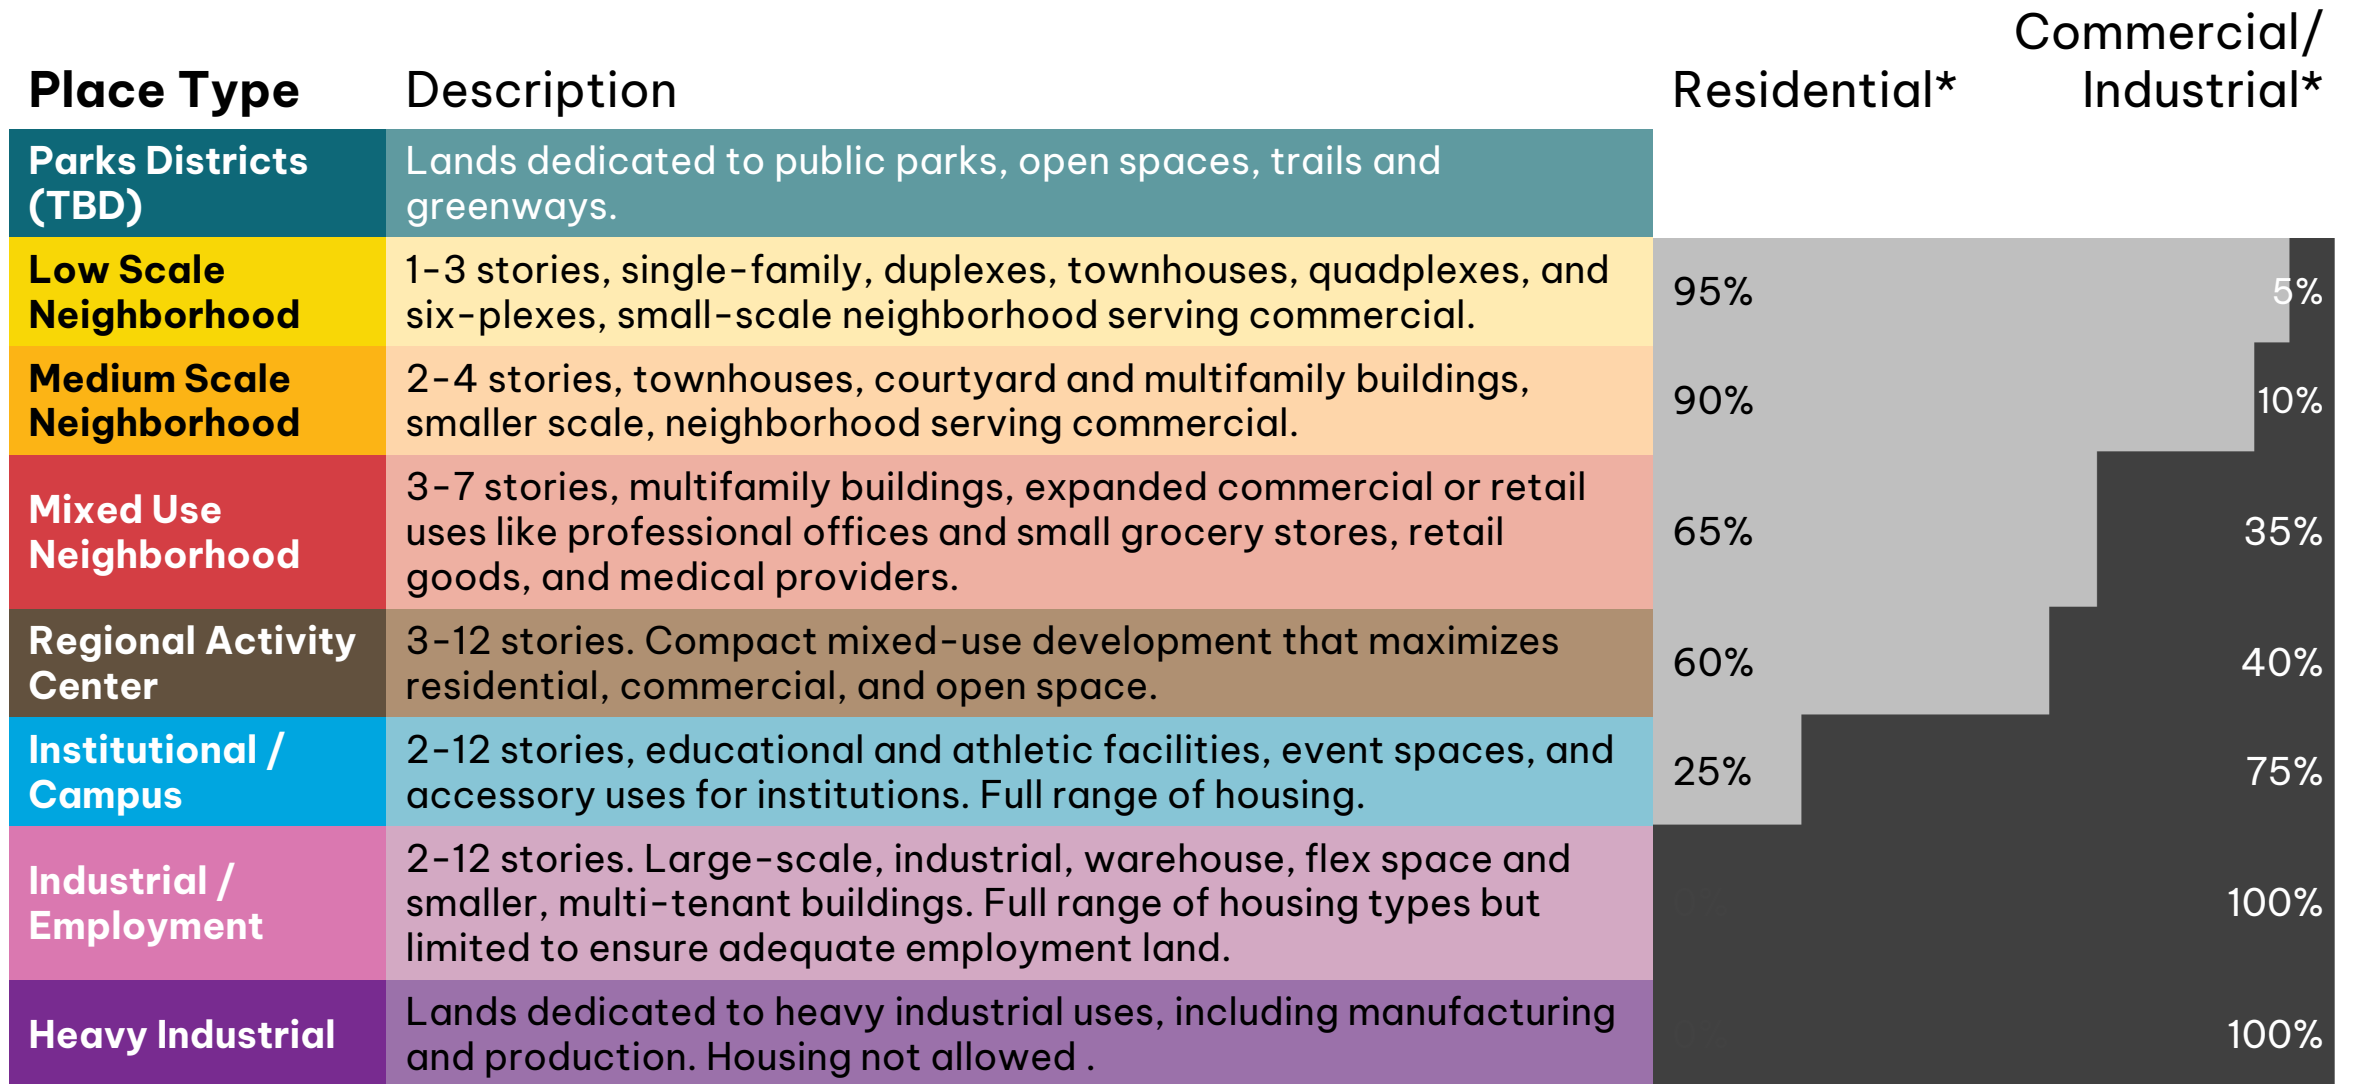 Place Type
Description
Residential*
Commercial/
Industrial*
Parks Districts
(TBD)
Lands dedicated to public parks, open spaces, trails and
greenways.
Low Scale
Neighborhood
1-3 stories, single-family, duplexes, townhouses, quadplexes, and
six-plexes, small-scale neighborhood serving commercial.
95%
5%
Medium Scale
Neighborhood
2-4 stories, townhouses, courtyard and multifamily buildings,
smaller scale, neighborhood serving commercial.
90%
10%
Mixed Use
Neighborhood
3-7 stories, multifamily buildings, expanded commercial or retail
uses like professional offices and small grocery stores, retail
goods, and medical providers.
65%
35%
Regional Activity
Center
3-12 stories. Compact mixed-use development that maximizes
residential, commercial, and open space.
60%
40%
Institutional /
Campus
2-12 stories, educational and athletic facilities, event spaces, and
accessory uses for institutions. Full range of housing.
25%
75%
Industrial /
Employment
2-12 stories. Large-scale, industrial, warehouse, flex space and
smaller, multi-tenant buildings. Full range of housing types but
limited to ensure adequate employment land.
0%
100%
Heavy Industrial
Lands dedicated to heavy industrial uses, including manufacturing
and production. Housing not allowed .
0%
100%